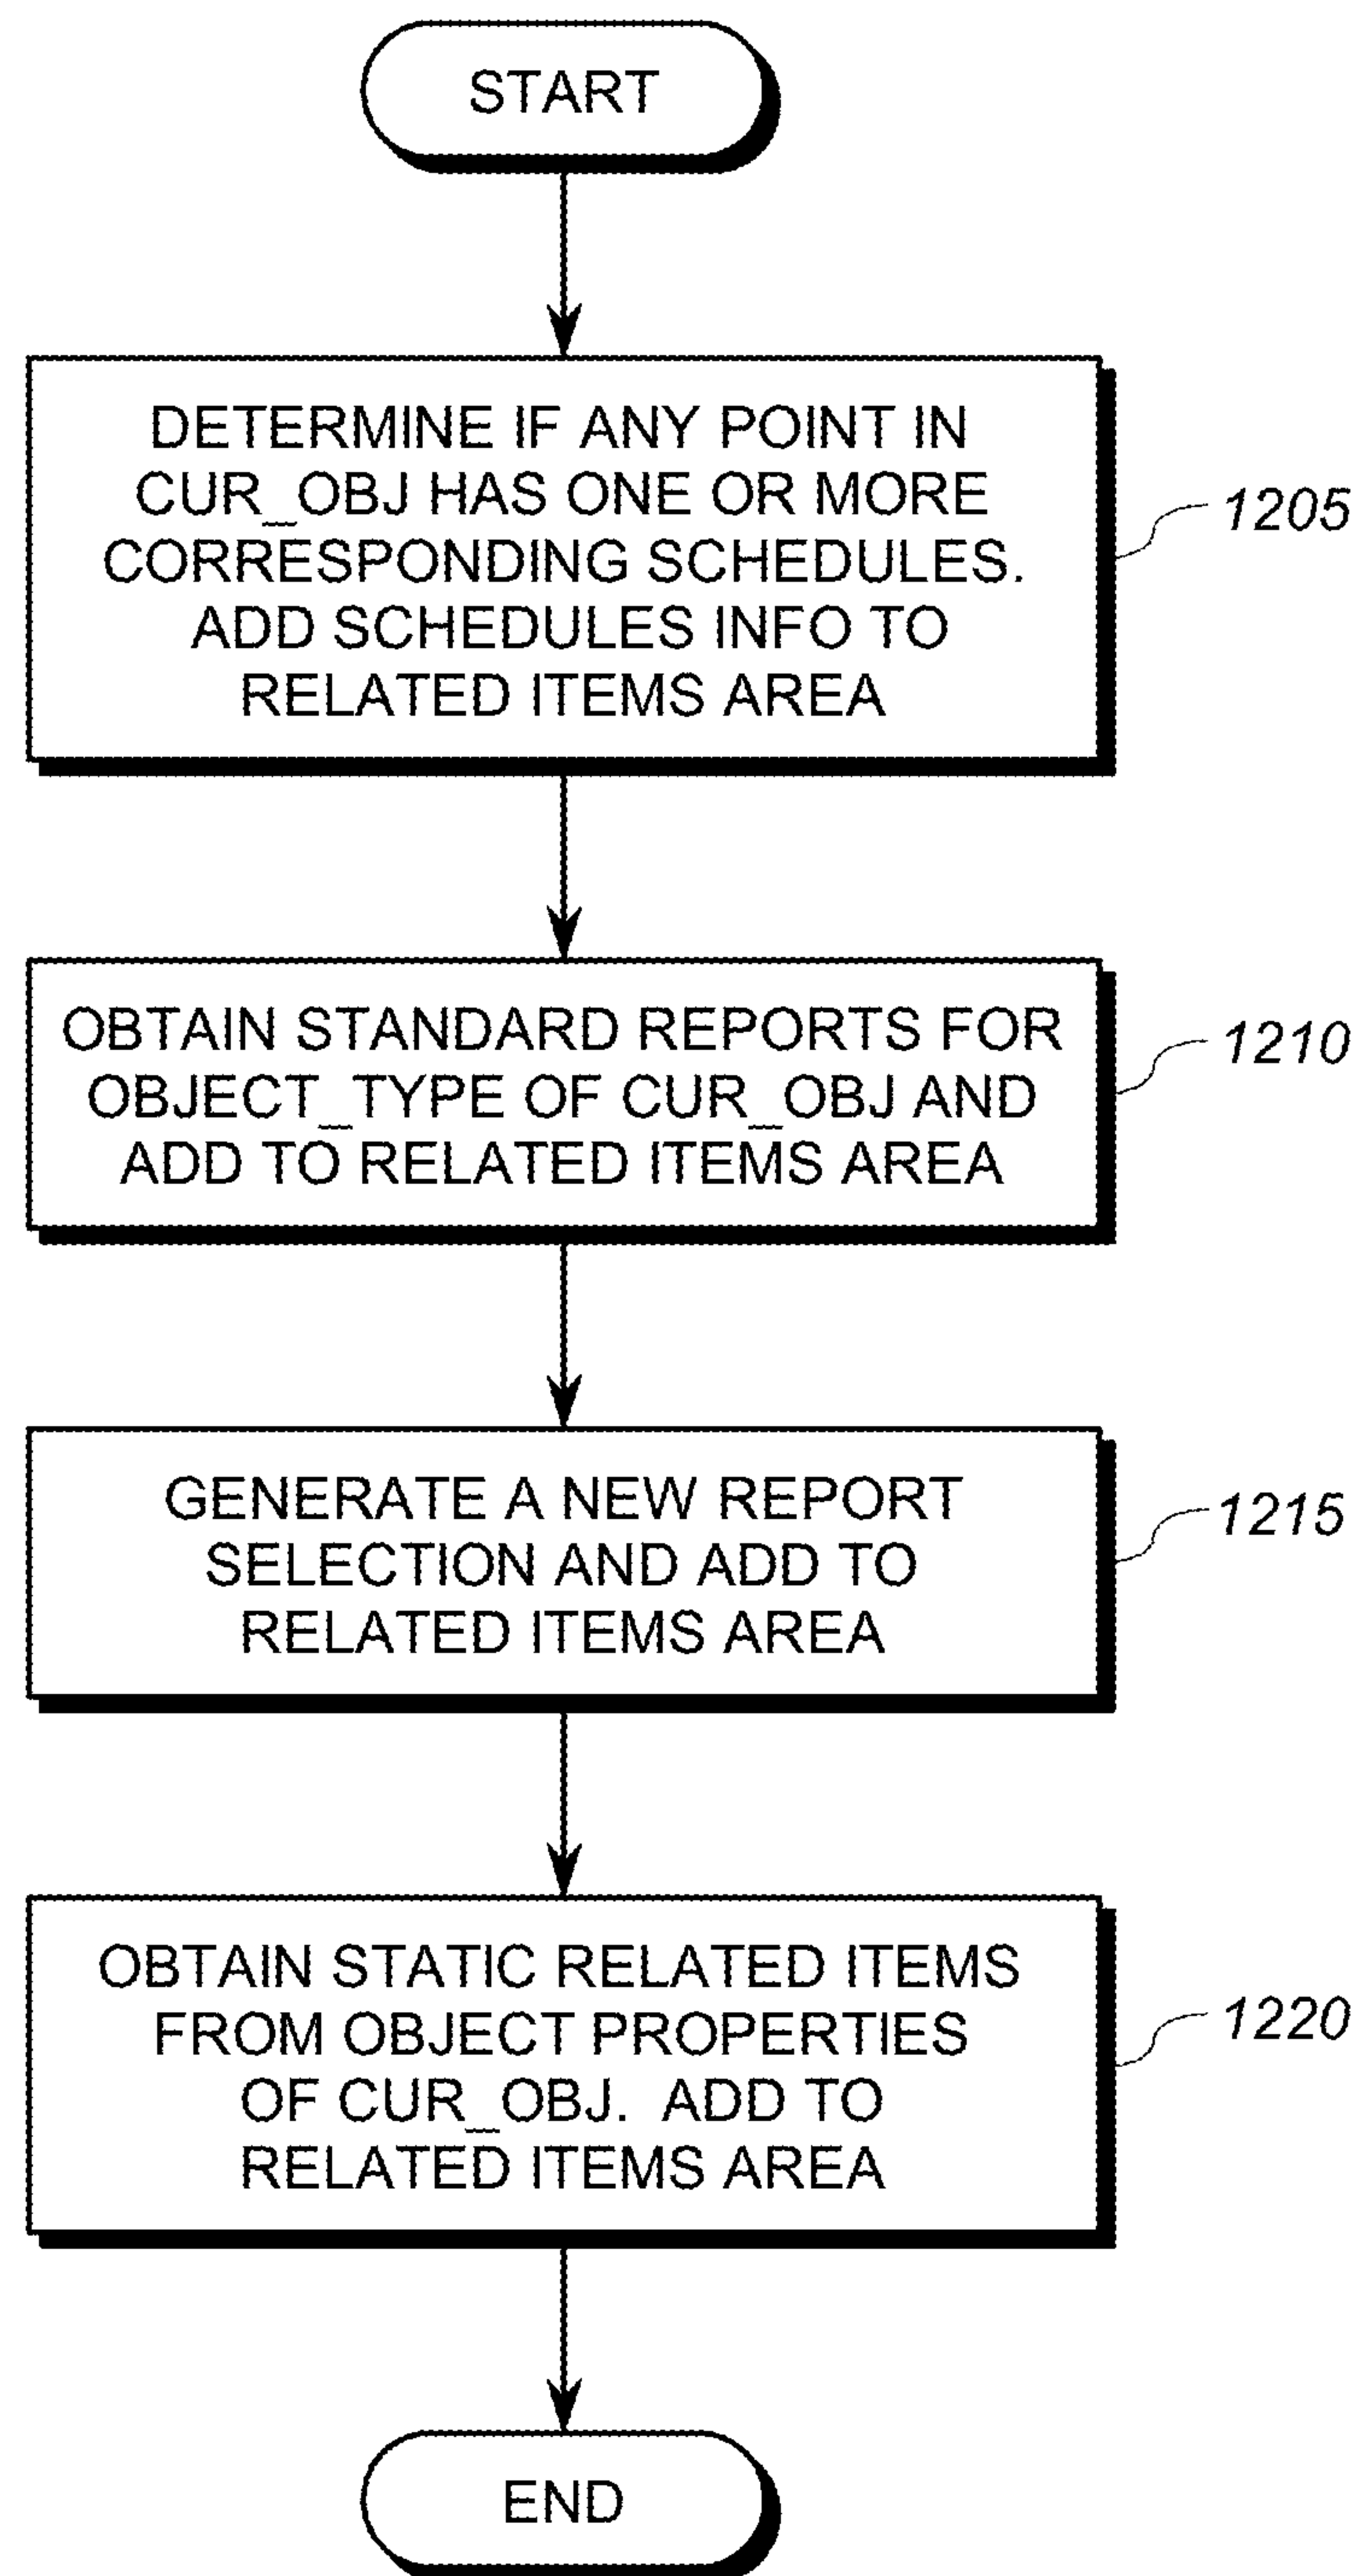 START
DETERMINE IF ANY POINT IN
CUR_OBJ HAS ONE OR MORE
CORRESPONDING SCHEDULES.
ADD SCHEDULES INFO TO
RELATED ITEMS AREA
1205
OBTAIN STANDARD REPORTS FOR
OBJECT_TYPE OF CUR_OBJ AND
ADD TO RELATED ITEMS AREA
1210
GENERATE A NEW REPORT
SELECTION AND ADD TO
RELATED ITEMS AREA
1215
OBTAIN STATIC RELATED ITEMS
FROM OBJECT PROPERTIES
OF CUR_OBJ. ADD TO
RELATED ITEMS AREA
1220
END